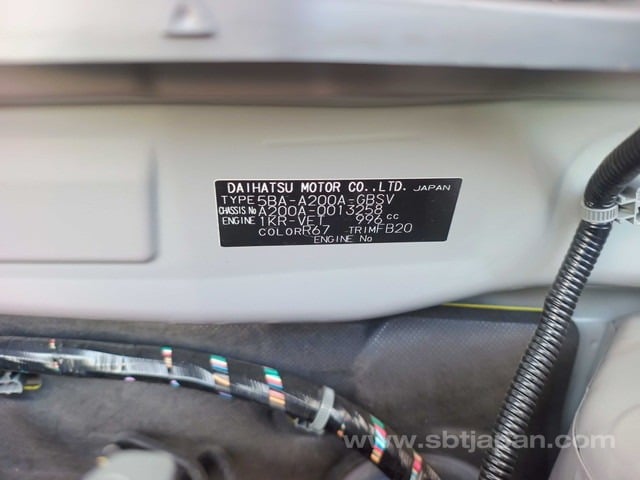 DAIHATSU MOTOR CO.,LTD. JAPAN
TYPE 5BA-A200A-GBSV
CHASSIS No A200A-0013258
ENGINE 1KR-VET 996 cc
COLOR R67 TRIM FB20
ENGINE No
www.sbtjapan.com